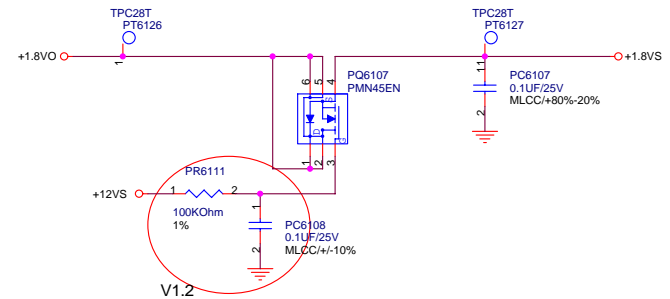 TPC28T
PT6126
TPC28T
PT6127
+1.8VO
1
6
5
4
11
+1.8VS
PQ6107
PMN45EN
PC6107
0.1UF/25V
MLCC/+80%-20%
S
D
G
2
1
2
3
PR6111
+12VS
1
2
100KOhm
1%
1
PC6108
0.1UF/25V
MLCC/+/-10%
2
V1.2